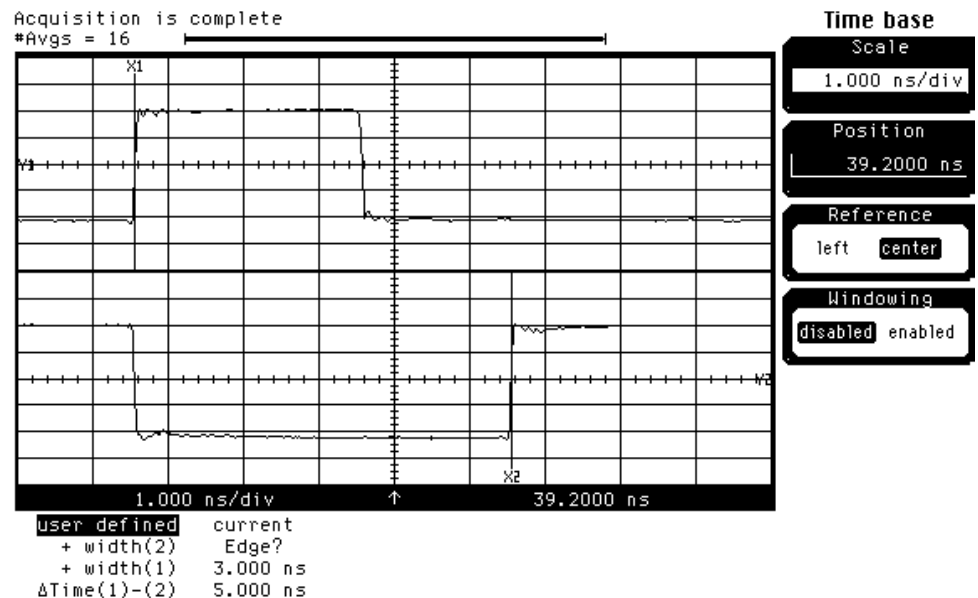 Acquisition is complete
#Avgs = 16
Time base
Scale
1.000 ns/div
Position
39.2000 ns
Reference
left center
Windowing
disabled enabled
X1
V1
V2
X2
1.000 ns/div ↑ 39.2000 ns
user defined current
+ width(2) Edge?
+ width(1) 3.000 ns
ΔTime(1)-(2) 5.000 ns